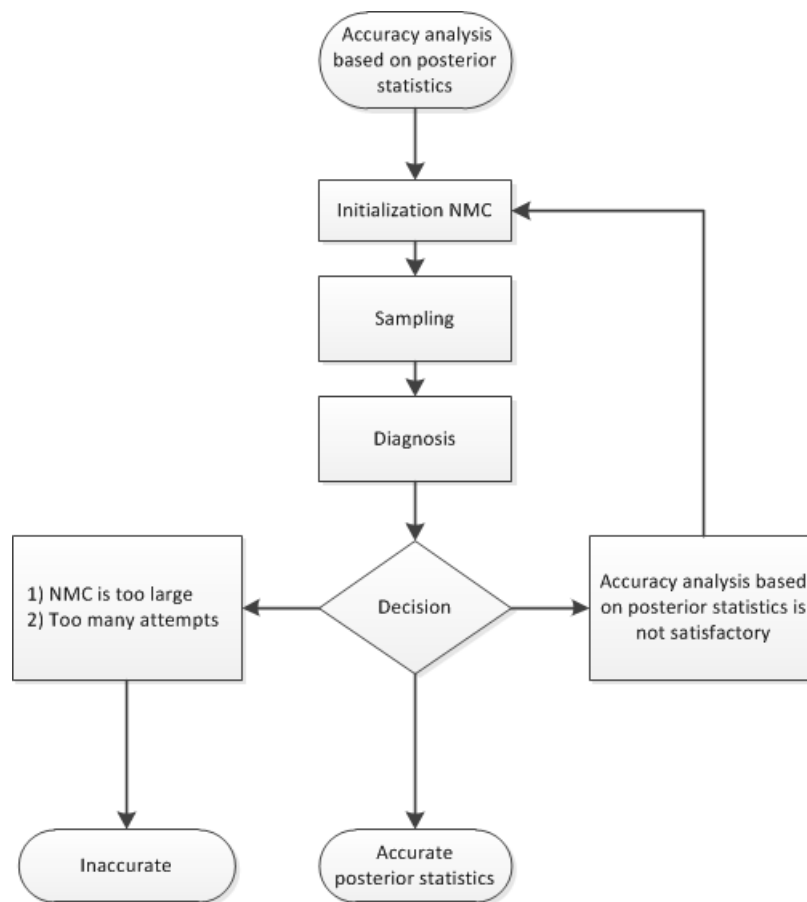 Accuracy analysis
based on posterior
statistics
Initialization NMC
Sampling
Diagnosis
1) NMC is too large
2) Too many attempts
Decision
Accuracy analysis based
on posterior statistics is
not satisfactory
Inaccurate
Accurate
posterior statistics